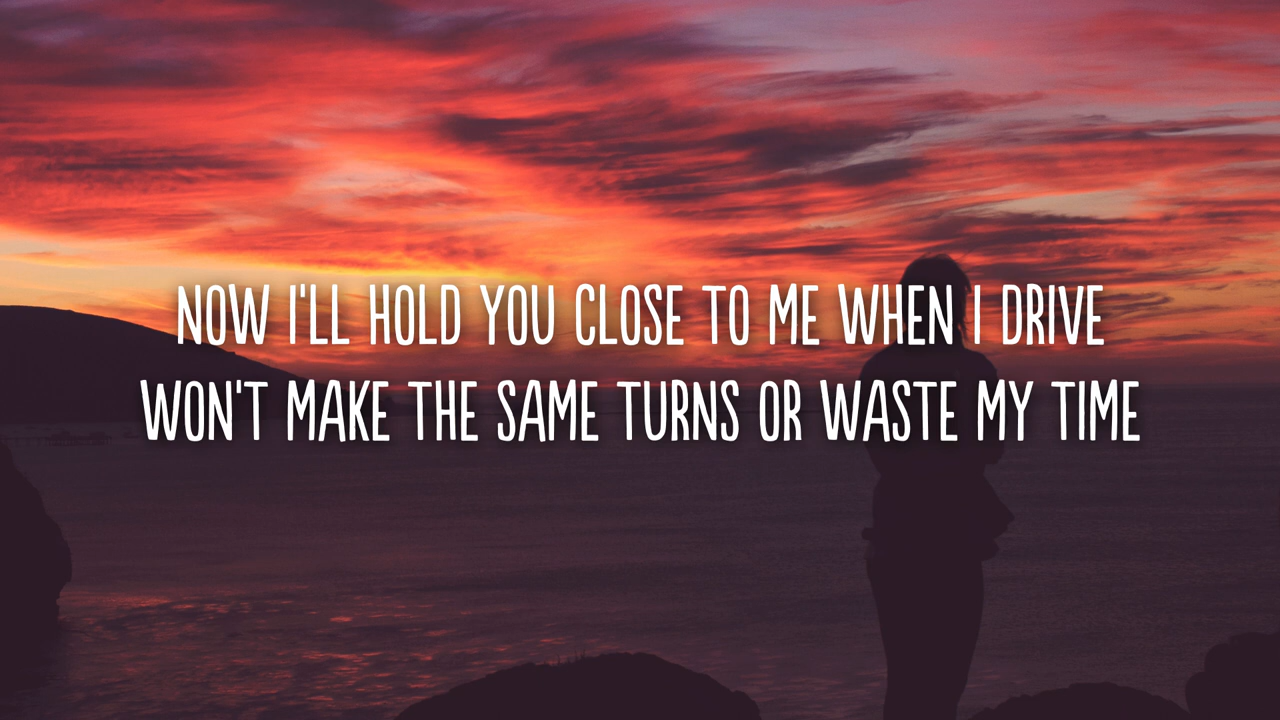 NOW I'LL HOLD YOU CLOSE TO ME WHEN I DRIVE
WON'T MAKE THE SAME TURNS OR WASTE MY TIME